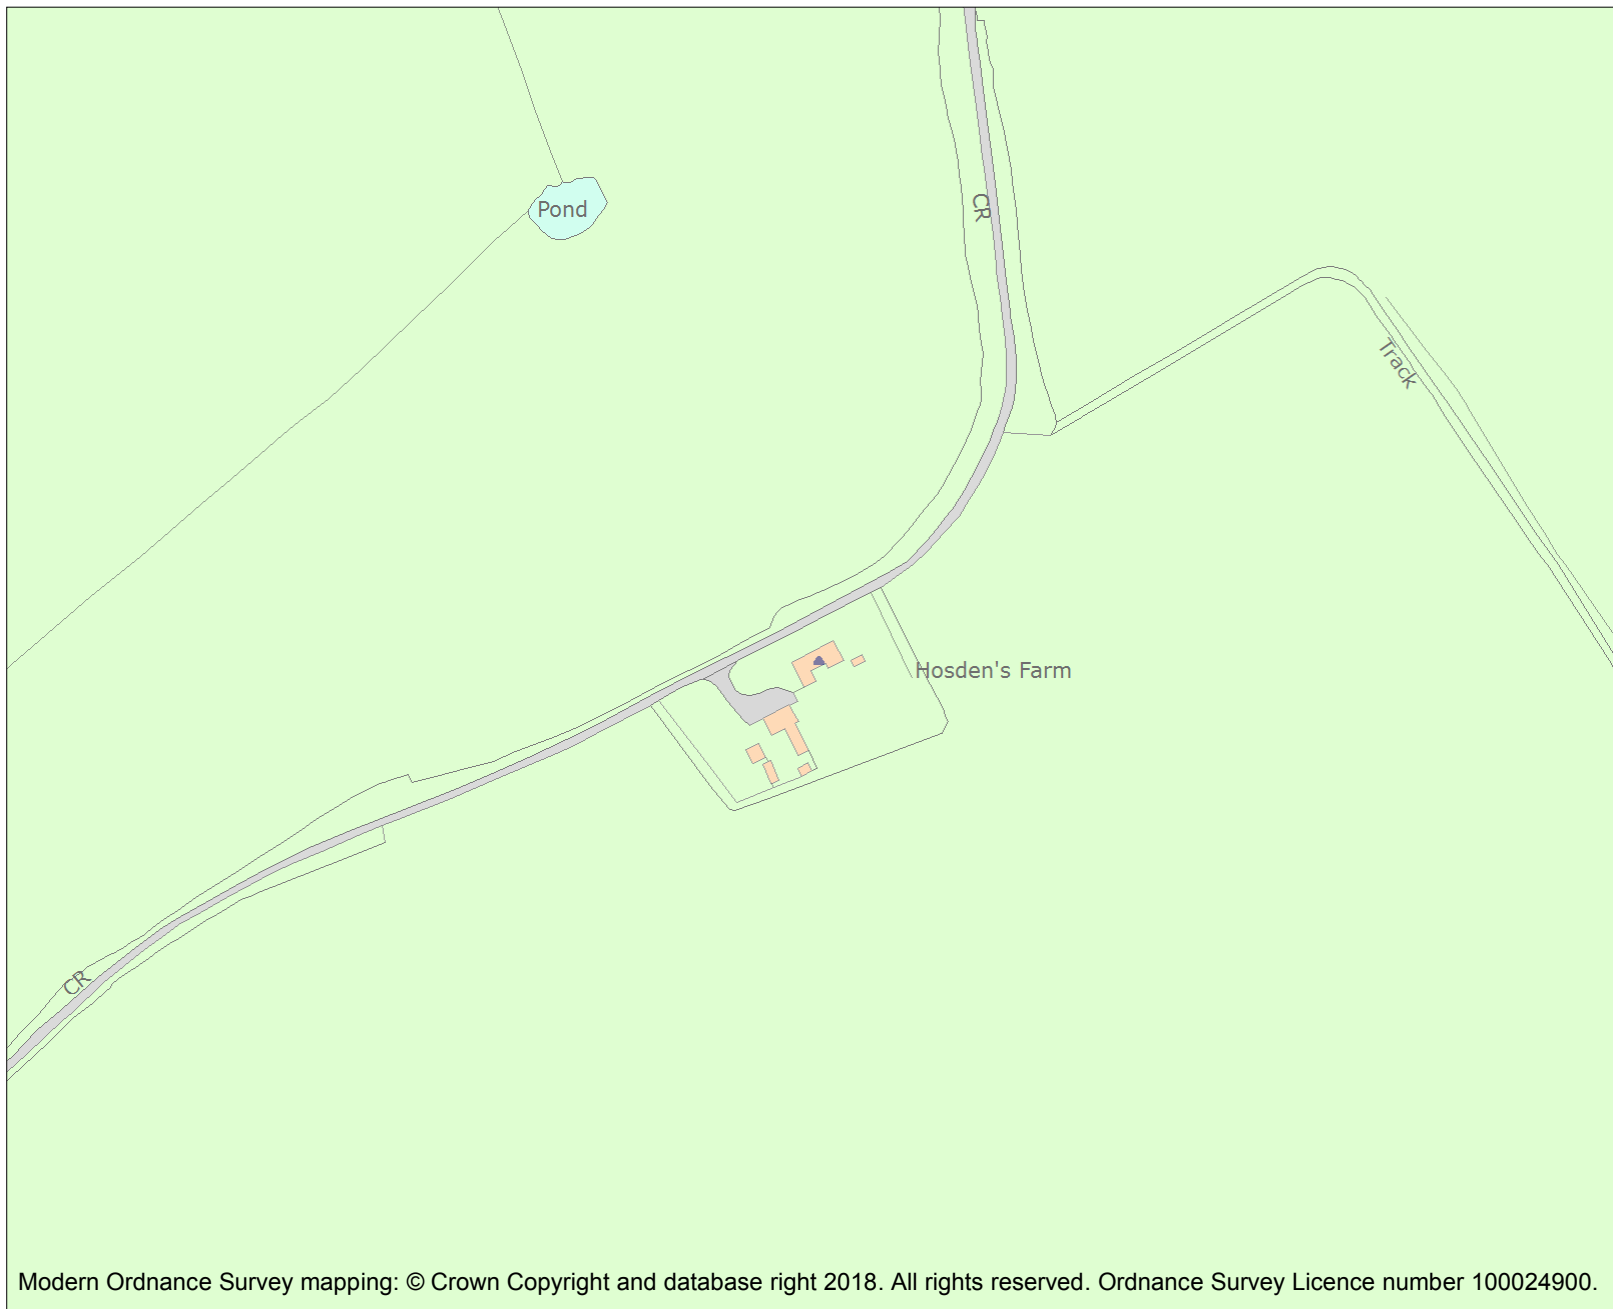 CR
Pond
Track
Hosden's Farm
CR
Modern Ordnance Survey mapping: © Crown Copyright and database right 2018. All rights reserved. Ordnance Survey Licence number 100024900.